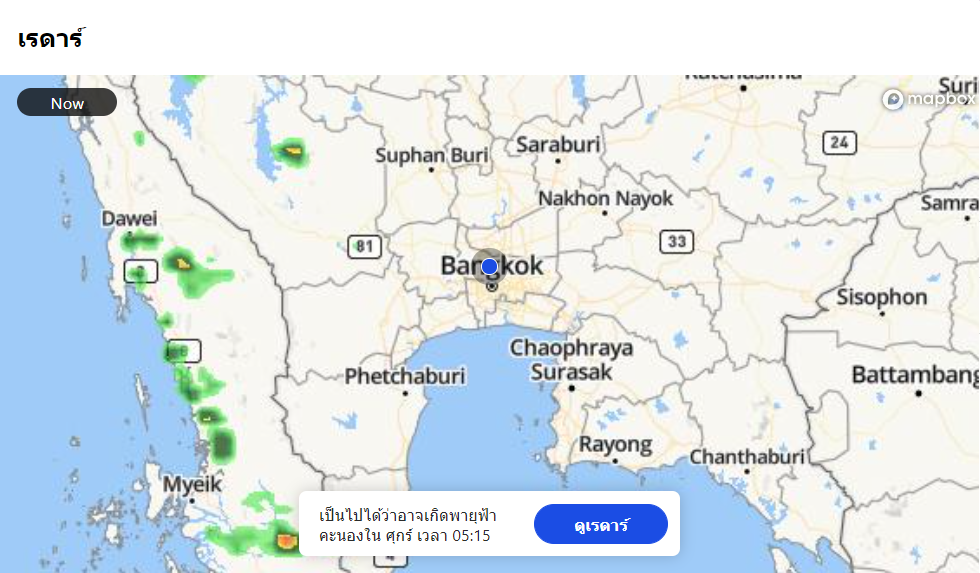 เรดาร์
Now
mapbox
24
Suphan Buri
Saraburi
Nakhon Nayok
Dawei
81
33
Bangkok
Sisophon
Chaophraya
Surasak
Phetchaburi
Battambang
Rayong
Chanthaburi
Myeik
เป็นไปได้ว่าอาจเกิดพายุฟ้า
คะนองใน ศุกร์ เวลา 05:15
ดูเรดาร์
4